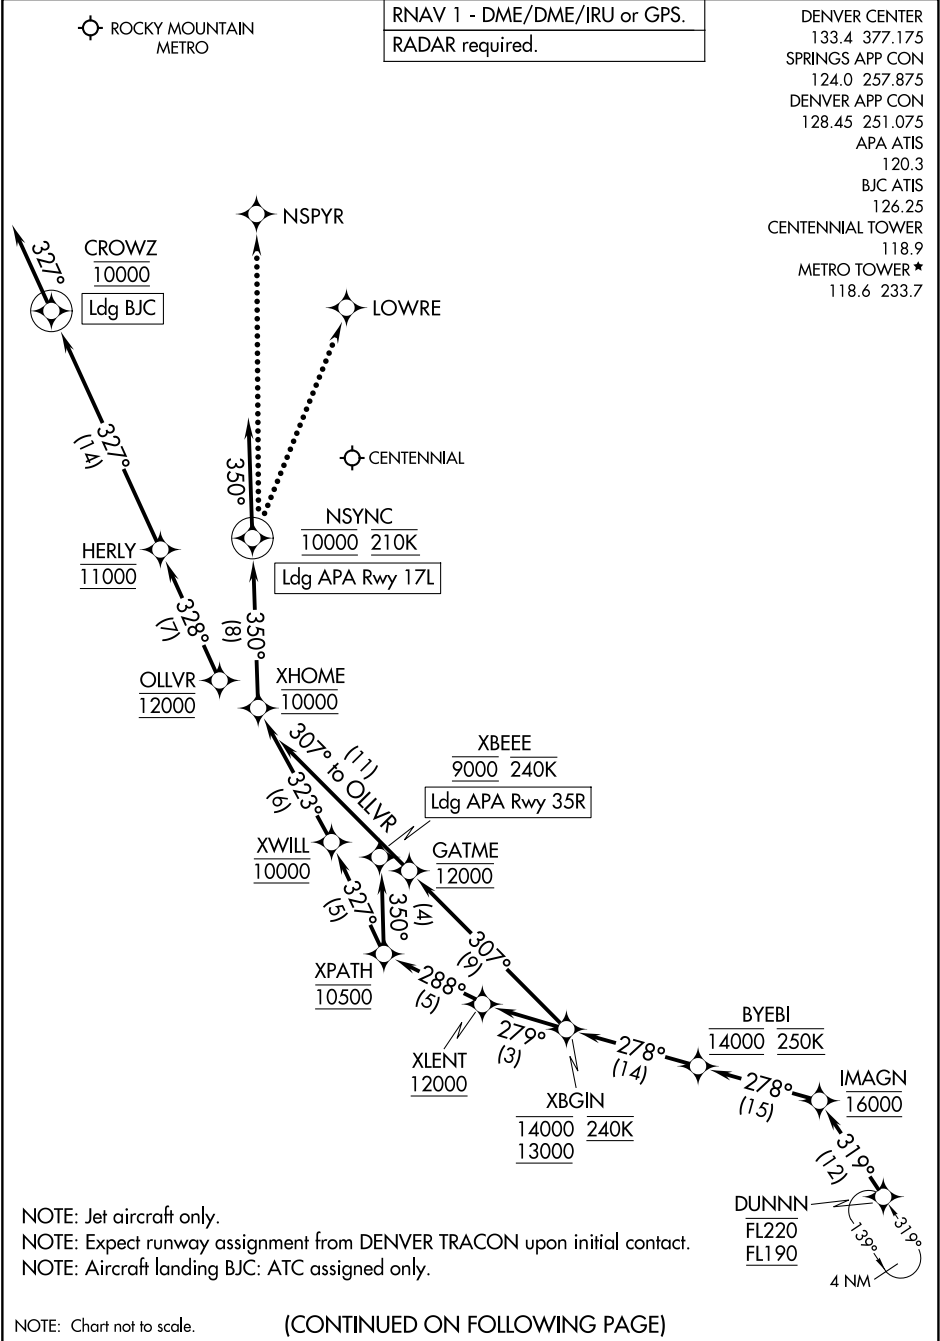 ROCKY MOUNTAIN
METRO
RNAV 1 - DME/DME/IRU or GPS.
RADAR required.
DENVER CENTER
133.4 377.175
SPRINGS APP CON
124.0 257.875
DENVER APP CON
128.45 251.075
APA ATIS
120.3
BJC ATIS
126.25
CENTENNIAL TOWER
118.9
METRO TOWER★
118.6 233.7
NSPYR
327°
CROWZ
10000
Ldg BJC
LOWRE
327°
(14)
CENTENNIAL
350°
NSYNC
10000 210K
Ldg APA Rwy 17L
HERLY
11000
328°
(7)
350°
(8)
OLLVR
12000
XHOME
10000
307° to OLLVR
(11)
323°
(6)
XBEEE
9000 240K
Ldg APA Rwy 35R
XWILL
10000
GATME
12000
327°
(5)
350°
(4)
307°
(9)
XPATH
10500
288°
(5)
XLENT
12000
279°
(3)
XBGIN
14000 240K
13000
278°
(14)
BYEBI
14000 250K
278°
(15)
IMAGN
16000
319°
(12)
DUNNN
FL220
FL190
139°
319°
4 NM
NOTE: Jet aircraft only.
NOTE: Expect runway assignment from DENVER TRACON upon initial contact.
NOTE: Aircraft landing BJC: ATC assigned only.
NOTE: Chart not to scale.
(CONTINUED ON FOLLOWING PAGE)